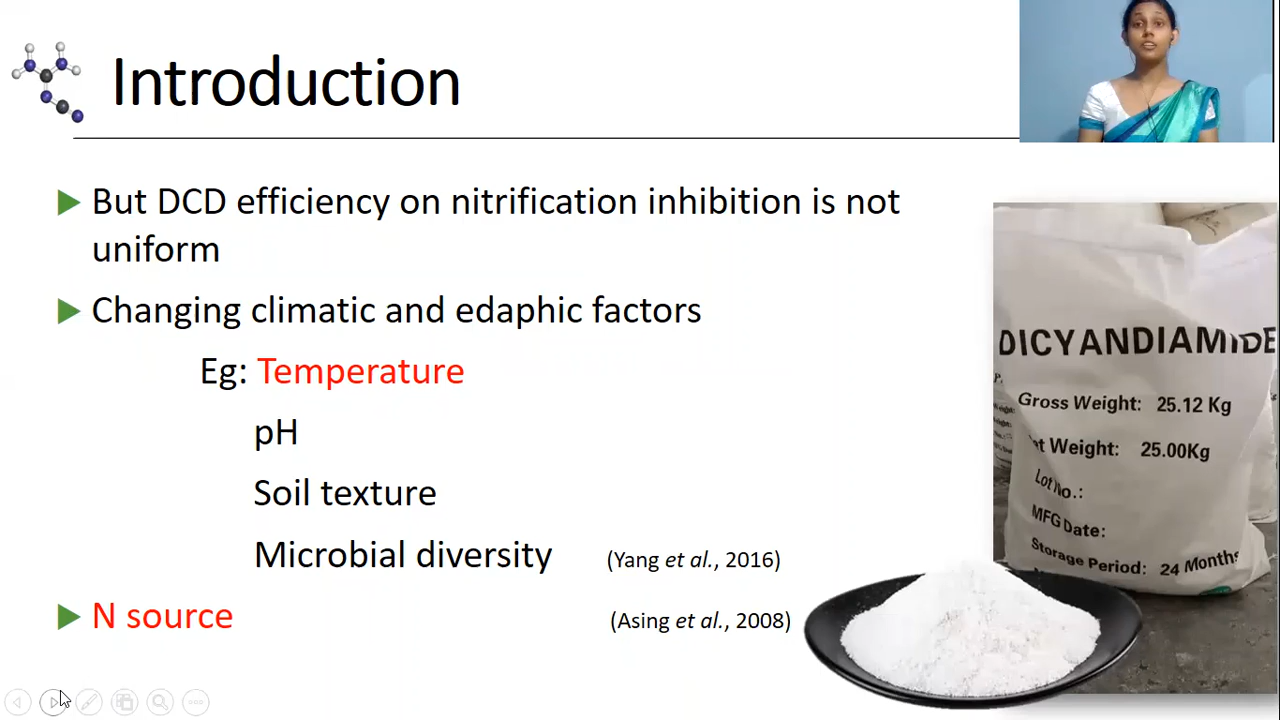 Introduction
But DCD efficiency on nitrification inhibition is not
uniform
Changing climatic and edaphic factors
Eg: Temperature
pH
Soil texture
Microbial diversity (Yang et al., 2016)
N source (Asing et al., 2008)
DICYANDIAMIDE
Gross Weight: 25.12 Kg
Weight: 25.00Kg
Lot No.:
MFG Date:
Storage Period: 24 Months